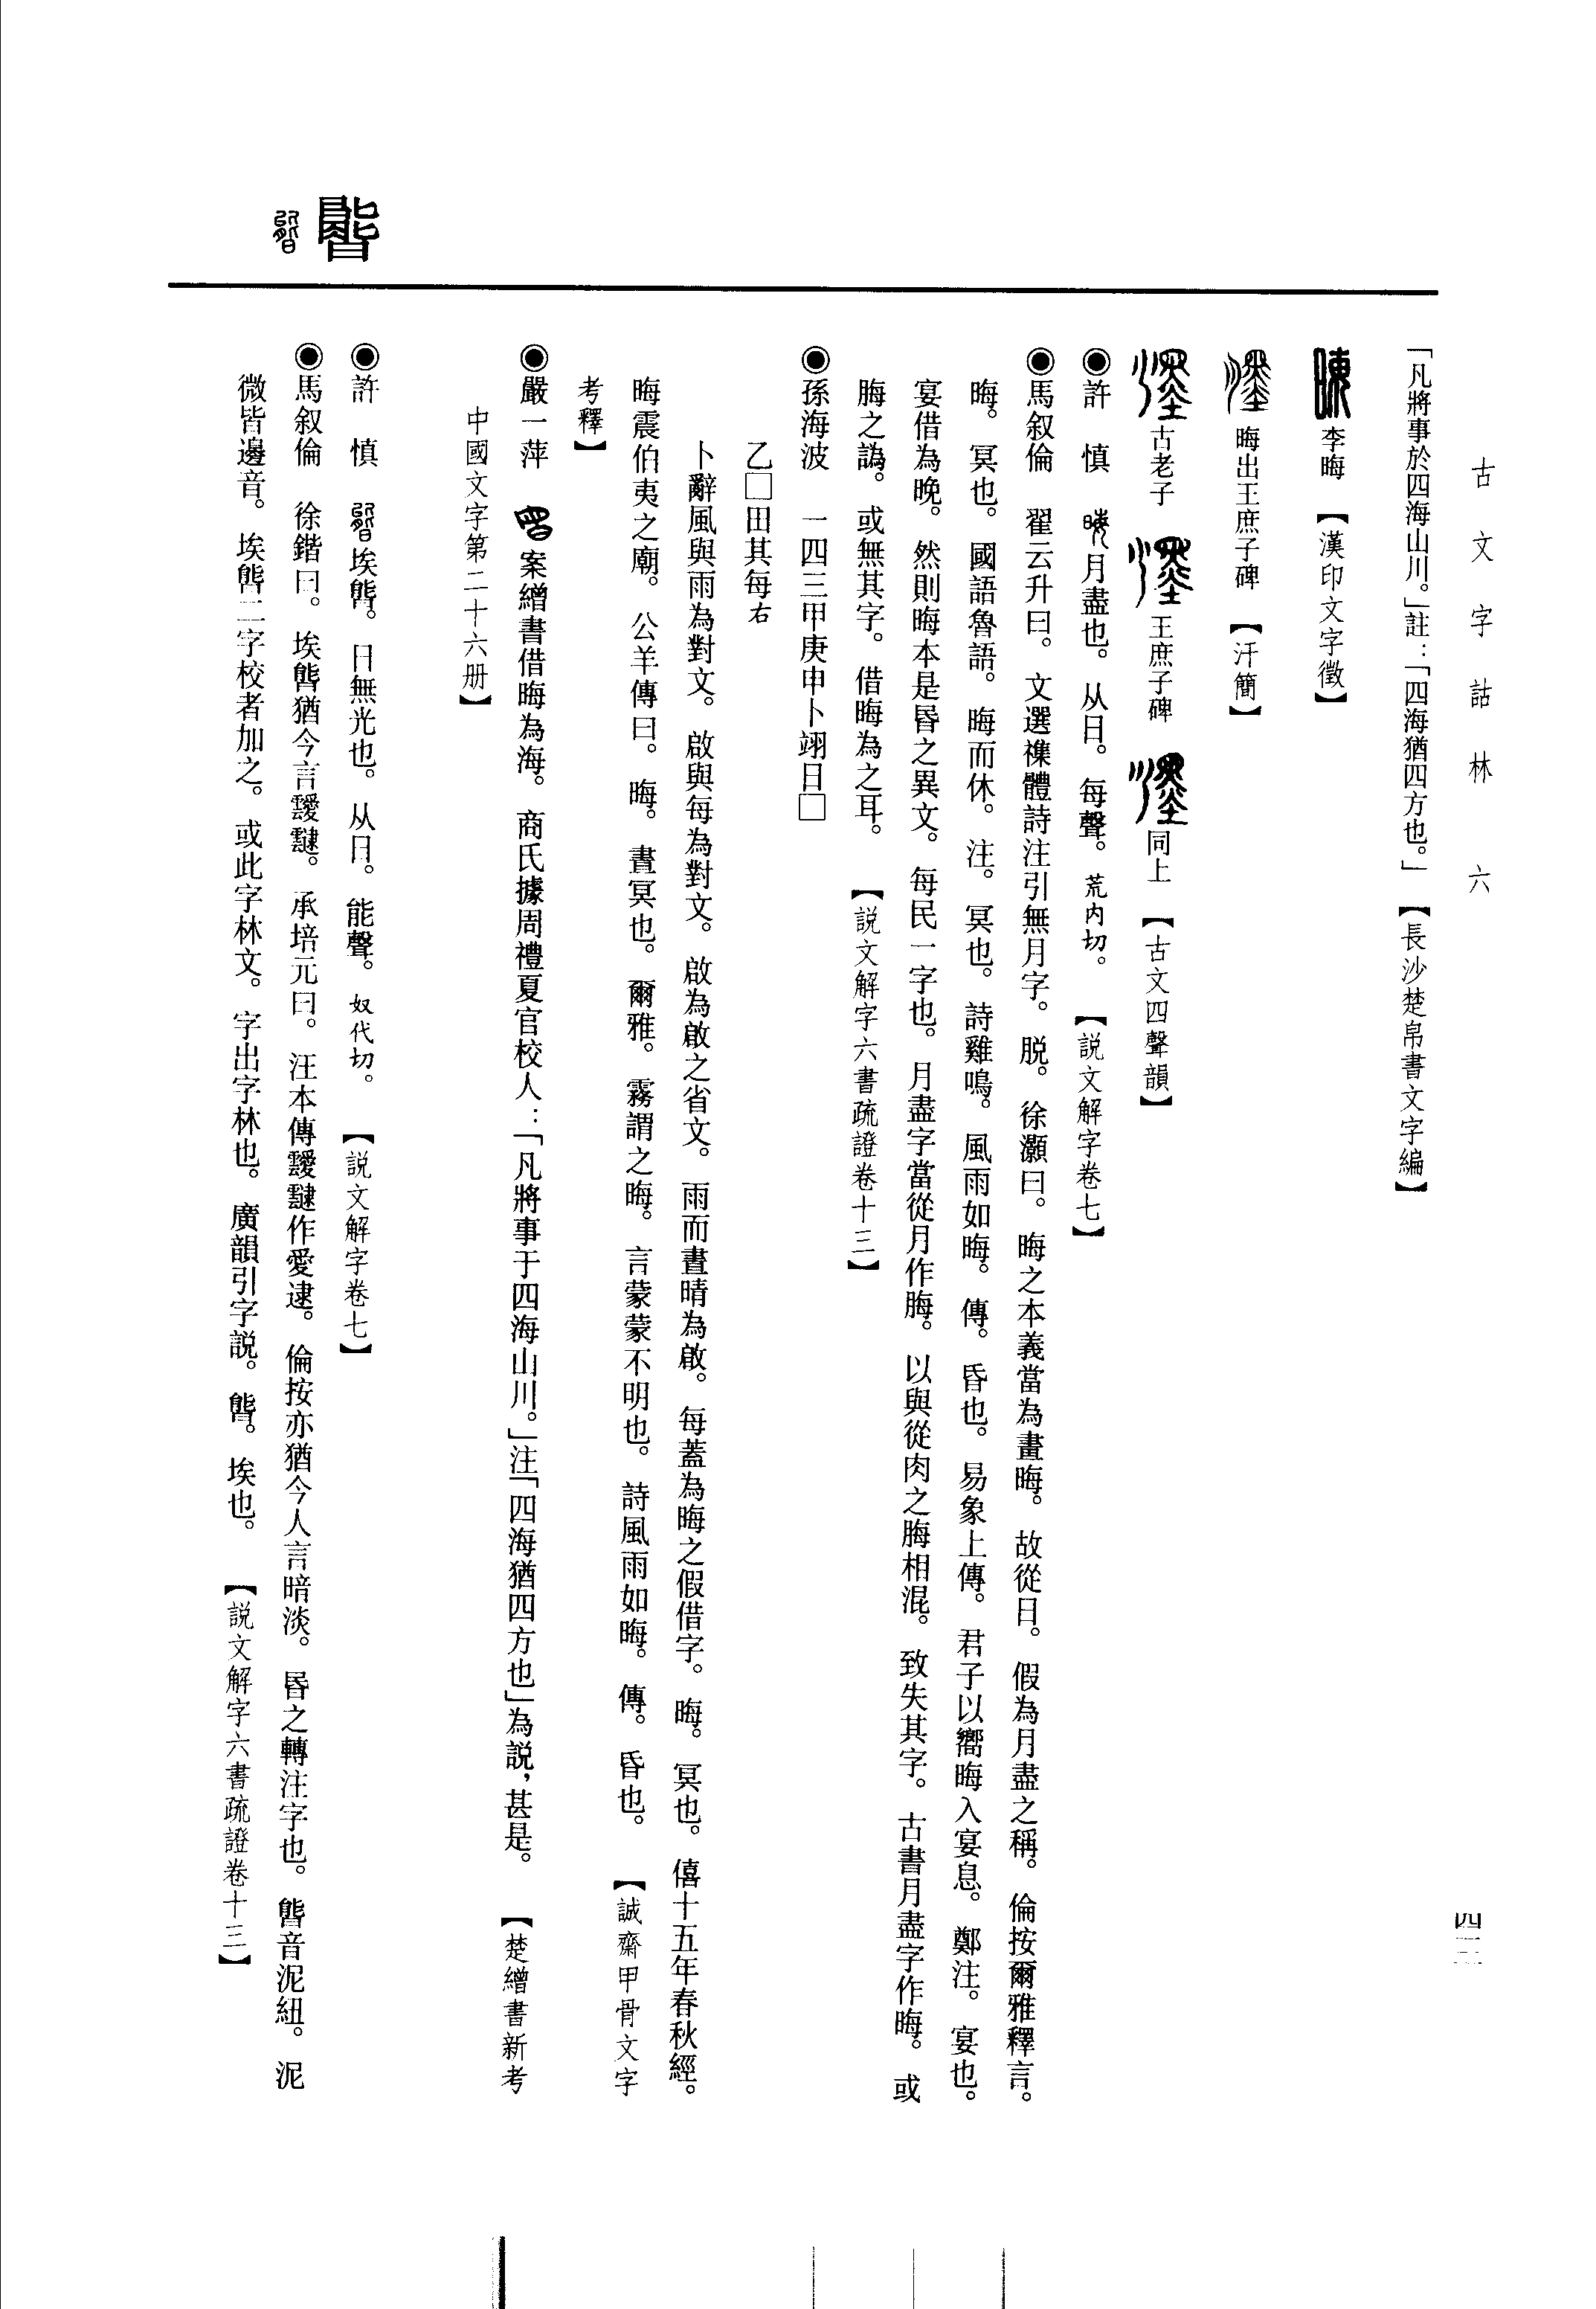 古文字詁林 六
四二二
「凡將事於四海山川。」註：「四海猶四方也。」【長沙楚帛書文字編】
李晦【漢印文字徵】
晦出王庶子碑【汗簡】
古老子 王庶子碑 同上【古文四聲韻】
◉許 慎 月盡也。从日。每聲。荒内切。【説文解字卷七】
◉馬叙倫 翟云升曰。文選襍體詩注引無月字。脱。徐灝曰。晦之本義當為晝晦。故從日。假為月盡之稱。倫按爾雅釋言。
晦。冥也。國語魯語。晦而休。注。冥也。詩雞鳴。風雨如晦。傳。昏也。易象上傳。君子以嚮晦入宴息。鄭注。宴也。
宴借為晚。然則晦本是昬之異文。每民一字也。月盡字當從月作脢。以與從肉之脢相混。致失其字。古書月盡字作晦。或
脢之譌。或無其字。借晦為之耳。【説文解字六書疏證卷十三】
◉孫海波 一四三甲庚申卜翊日□
乙□田其每右
卜辭風與雨為對文。啟與每為對文。啟為啟之省文。雨而晝晴為啟。每蓋為晦之假借字。晦。冥也。僖十五年春秋經。
晦震伯夷之廟。公羊傳曰。晦。晝冥也。爾雅。霧謂之晦。言蒙蒙不明也。詩風雨如晦。傳。昏也。【誠齋甲骨文字
考釋】
◉嚴一萍 案繒書借晦為海。商氏據周禮夏官校人：「凡將事于四海山川。」注「四海猶四方也」為説，甚是。【楚繒書新考
中國文字第二十六册】
㬗
◉許 慎 埃㬗。日無光也。从日。能聲。奴代切。【説文解字卷七】
◉馬叙倫 徐鍇曰。埃㬗猶今言靉靆。承培元曰。汪本傳靉靆作愛逮。倫按亦猶今人言暗淡。昬之轉注字也。㬗音泥紐。泥
微皆邊音。埃㬗二字校者加之。或此字林文。字出字林也。廣韻引字説。㬗。埃也。【説文解字六書疏證卷十三】